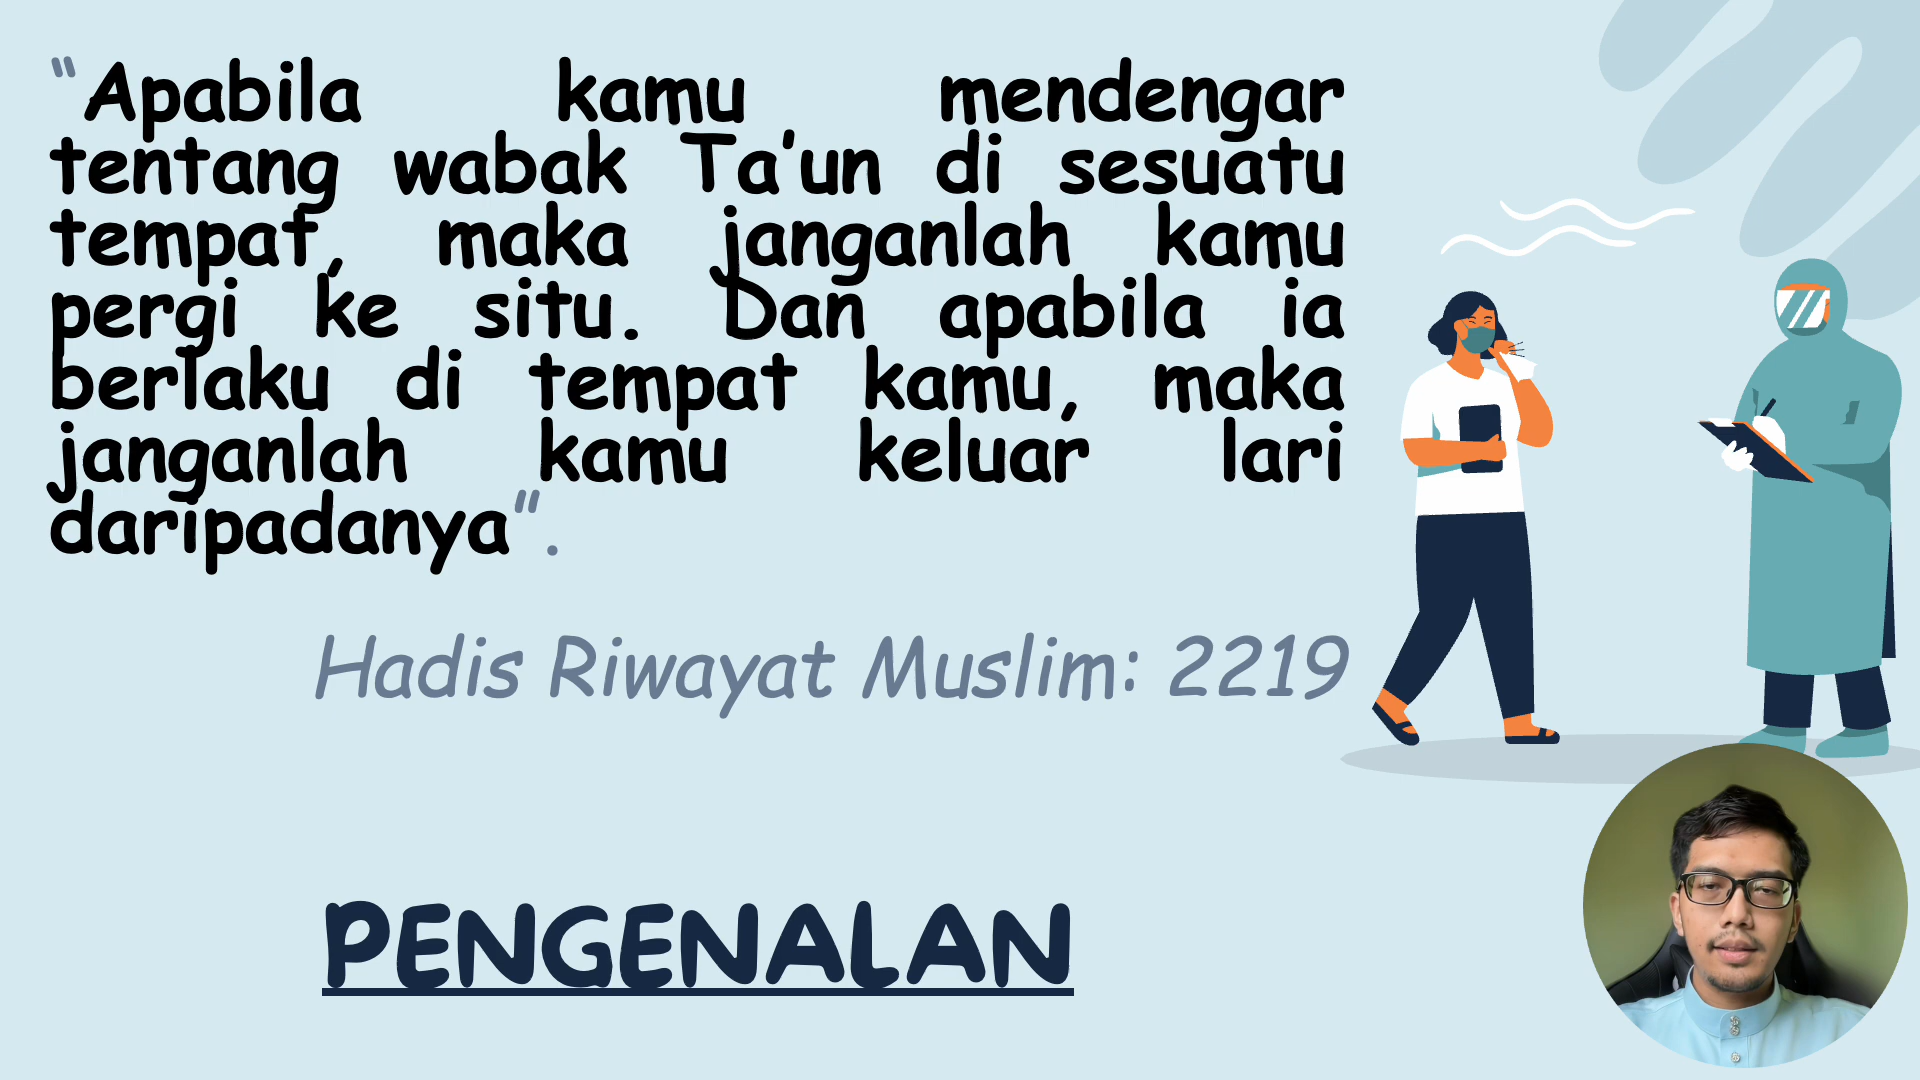 “Apabila kamu mendengar
tentang wabak Ta’un di sesuatu
tempat, maka janganlah kamu
pergi ke situ. Dan apabila ia
berlaku di tempat kamu, maka
janganlah kamu keluar lari
daripadanya”.
Hadis Riwayat Muslim: 2219
PENGENALAN